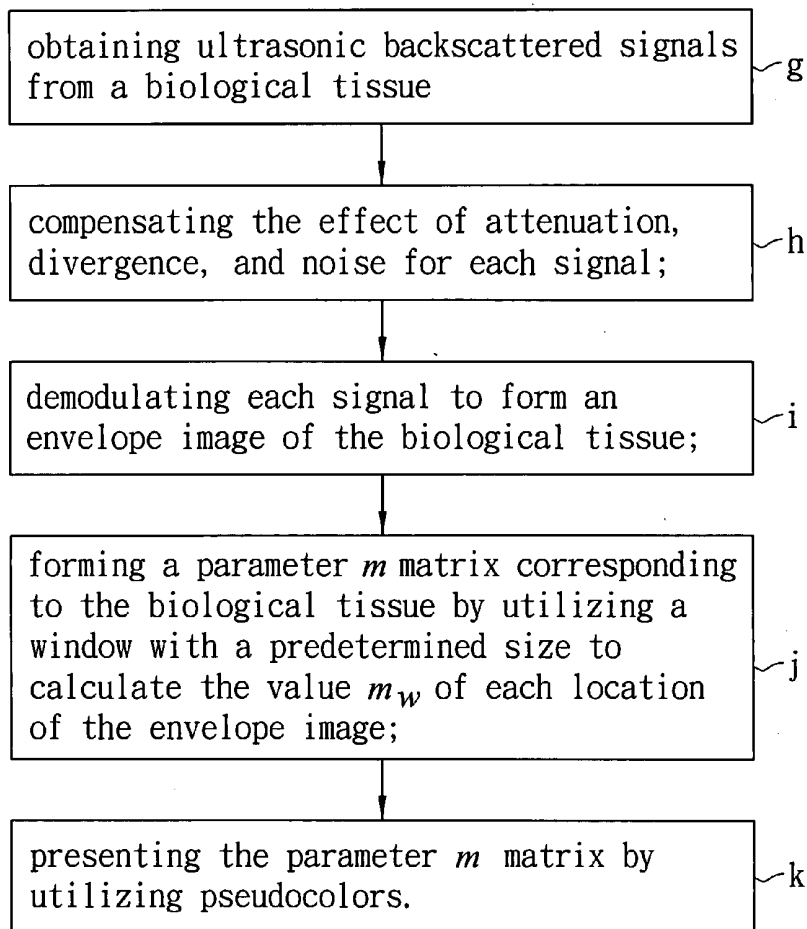 obtaining ultrasonic backscattered signals
from a biological tissue
g
compensating the effect of attenuation,
divergence, and noise for each signal;
h
demodulating each signal to form an
envelope image of the biological tissue;
i
forming a parameter m matrix corresponding
to the biological tissue by utilizing a
window with a predetermined size to
calculate the value mw of each location
of the envelope image;
j
presenting the parameter m matrix by
utilizing pseudocolors.
k